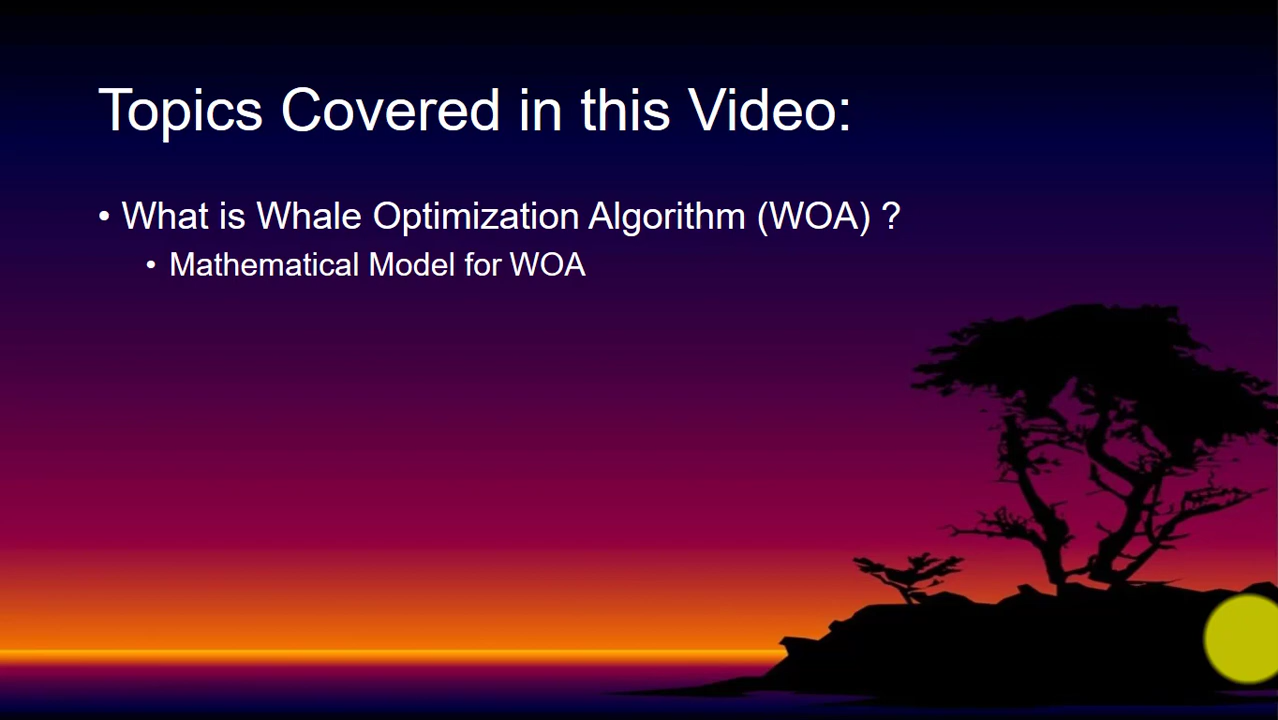 Topics Covered in this Video:
• What is Whale Optimization Algorithm (WOA) ?
• Mathematical Model for WOA